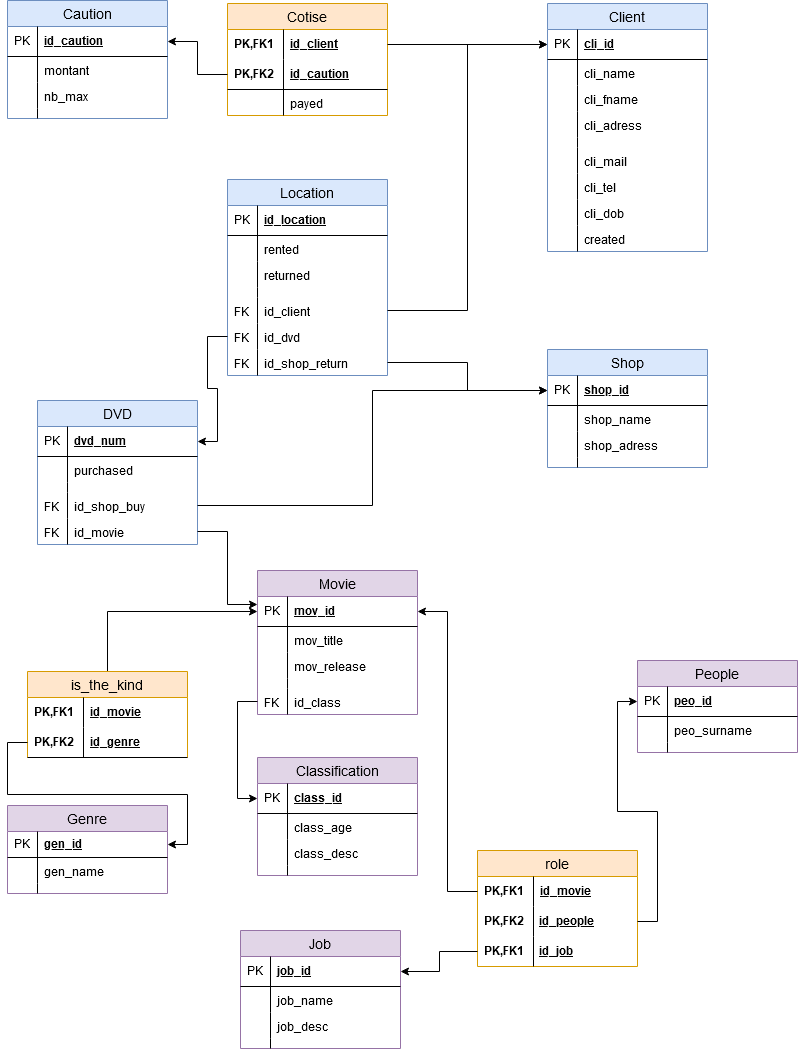 Caution
PK id_caution
montant
nb_max
Cotise
PK,FK1 id_client
PK,FK2 id_caution
payed
Client
PK cli_id
cli_name
cli_fname
cli_adress
cli_mail
cli_tel
cli_dob
created
Location
PK id_location
rented
returned
FK id_client
FK id_dvd
FK id_shop_return
Shop
PK shop_id
shop_name
shop_adress
DVD
PK dvd_num
purchased
FK id_shop_buy
FK id_movie
Movie
PK mov_id
mov_title
mov_release
FK id_class
is_the_kind
PK,FK1 id_movie
PK,FK2 id_genre
People
PK peo_id
peo_surname
Classification
PK class_id
class_age
class_desc
Genre
PK gen_id
gen_name
role
PK,FK1 id_movie
PK,FK2 id_people
PK,FK1 id_job
Job
PK job_id
job_name
job_desc